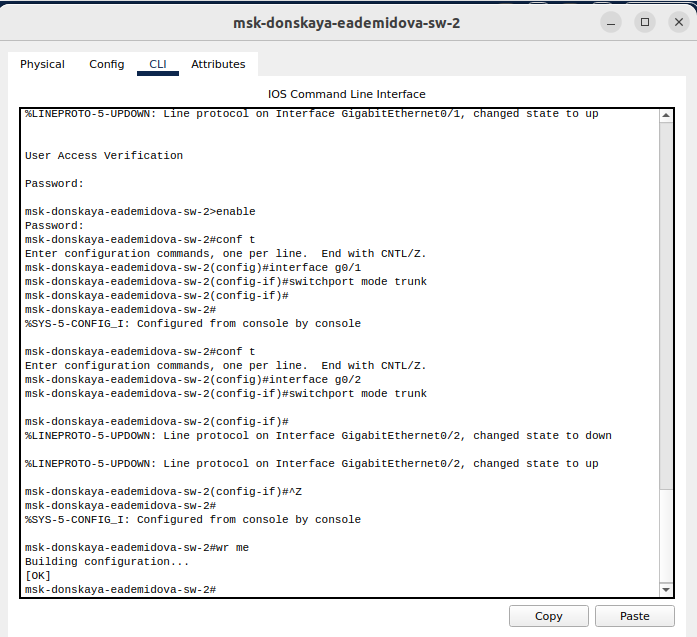 msk-donskaya-eademidova-sw-2
Physical Config CLI Attributes
IOS Command Line Interface
%LINEPROTO-5-UPDOWN: Line protocol on Interface GigabitEthernet0/1, changed state to up
User Access Verification
Password:
msk-donskaya-eademidova-sw-2>enable
Password:
msk-donskaya-eademidova-sw-2#conf t
Enter configuration commands, one per line.  End with CNTL/Z.
msk-donskaya-eademidova-sw-2(config)#interface g0/1
msk-donskaya-eademidova-sw-2(config-if)#switchport mode trunk
msk-donskaya-eademidova-sw-2(config-if)#
msk-donskaya-eademidova-sw-2#
%SYS-5-CONFIG_I: Configured from console by console
msk-donskaya-eademidova-sw-2#conf t
Enter configuration commands, one per line.  End with CNTL/Z.
msk-donskaya-eademidova-sw-2(config)#interface g0/2
msk-donskaya-eademidova-sw-2(config-if)#switchport mode trunk
msk-donskaya-eademidova-sw-2(config-if)#
%LINEPROTO-5-UPDOWN: Line protocol on Interface GigabitEthernet0/2, changed state to down
%LINEPROTO-5-UPDOWN: Line protocol on Interface GigabitEthernet0/2, changed state to up
msk-donskaya-eademidova-sw-2(config-if)#^Z
msk-donskaya-eademidova-sw-2#
%SYS-5-CONFIG_I: Configured from console by console
msk-donskaya-eademidova-sw-2#wr me
Building configuration...
[OK]
msk-donskaya-eademidova-sw-2#
Copy Paste